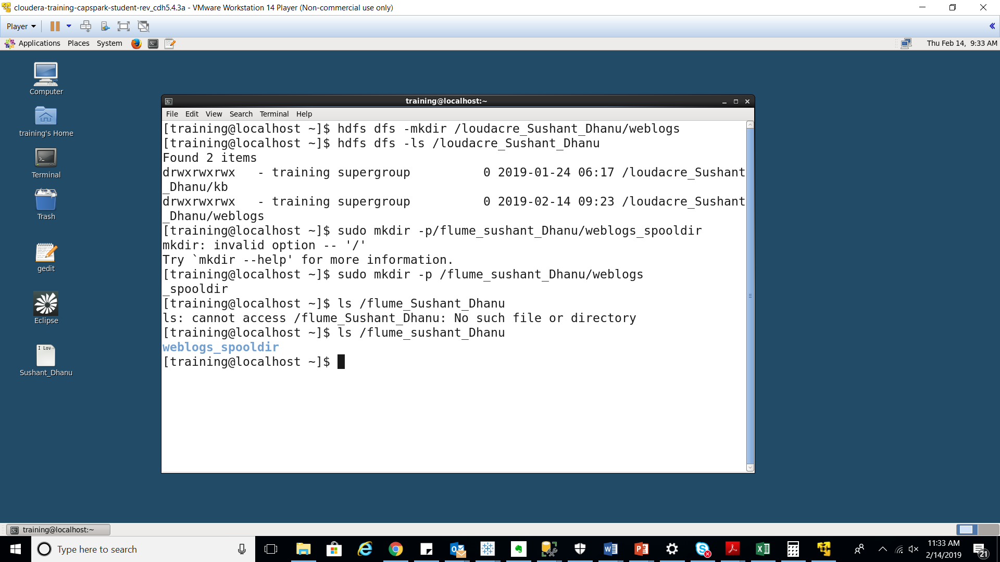 cloudera-training-capspark-student-rev_cdh5.4.3a - VMware Workstation 14 Player (Non-commercial use only)
Player
Applications Places System
Thu Feb 14, 9:33 AM
Computer
training's Home
Terminal
Trash
gedit
Eclipse
I Lov
Sushant_Dhanu
training@localhost:~
File Edit View Search Terminal Help
[training@localhost ~]$ hdfs dfs -mkdir /loudacre_Sushant_Dhanu/weblogs
[training@localhost ~]$ hdfs dfs -ls /loudacre_Sushant_Dhanu
Found 2 items
drwxrwxrwx   - training supergroup          0 2019-01-24 06:17 /loudacre_Sushant
_Dhanu/kb
drwxrwxrwx   - training supergroup          0 2019-02-14 09:23 /loudacre_Sushant
_Dhanu/weblogs
[training@localhost ~]$ sudo mkdir -p/flume_sushant_Dhanu/weblogs_spooldir
mkdir: invalid option -- '/'
Try `mkdir --help' for more information.
[training@localhost ~]$ sudo mkdir -p /flume_sushant_Dhanu/weblogs
_spooldir
[training@localhost ~]$ ls /flume_Sushant_Dhanu
ls: cannot access /flume_Sushant_Dhanu: No such file or directory
[training@localhost ~]$ ls /flume_sushant_Dhanu
weblogs_spooldir
[training@localhost ~]$
training@localhost:~
Type here to search
11:33 AM
2/14/2019
21